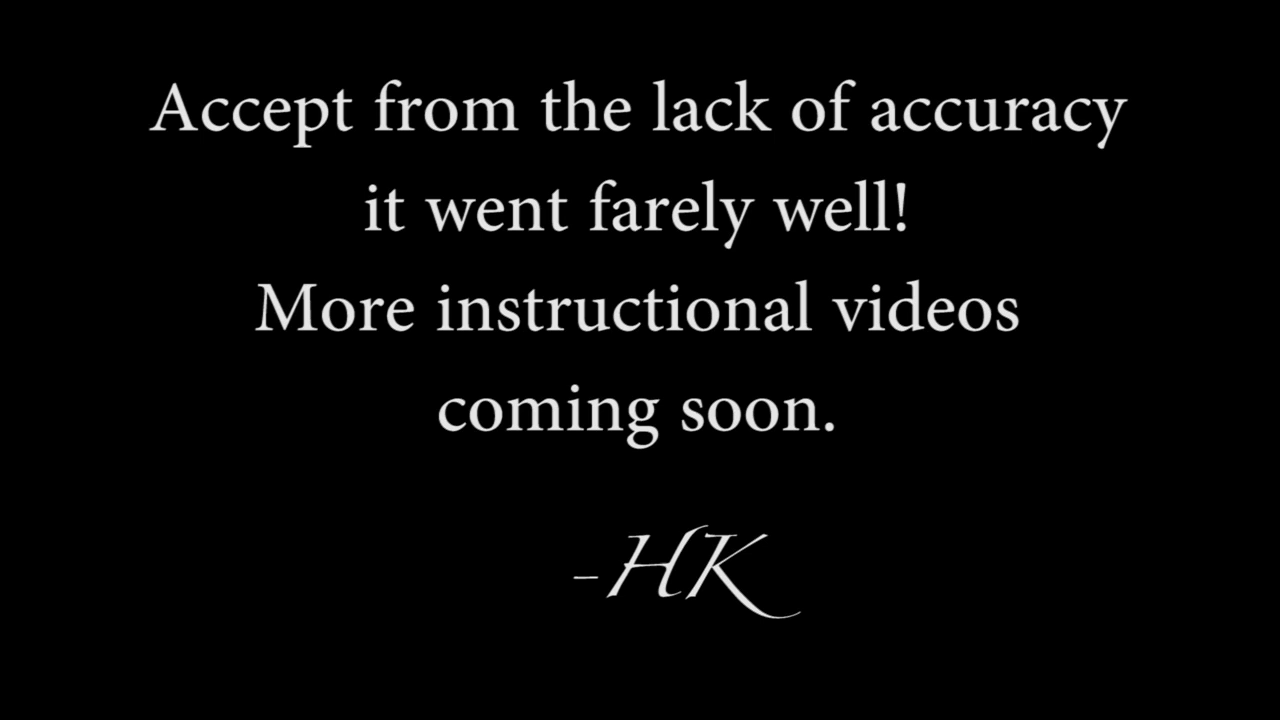 Accept from the lack of accuracy
it went farely well!
More instructional videos
coming soon.
-HK